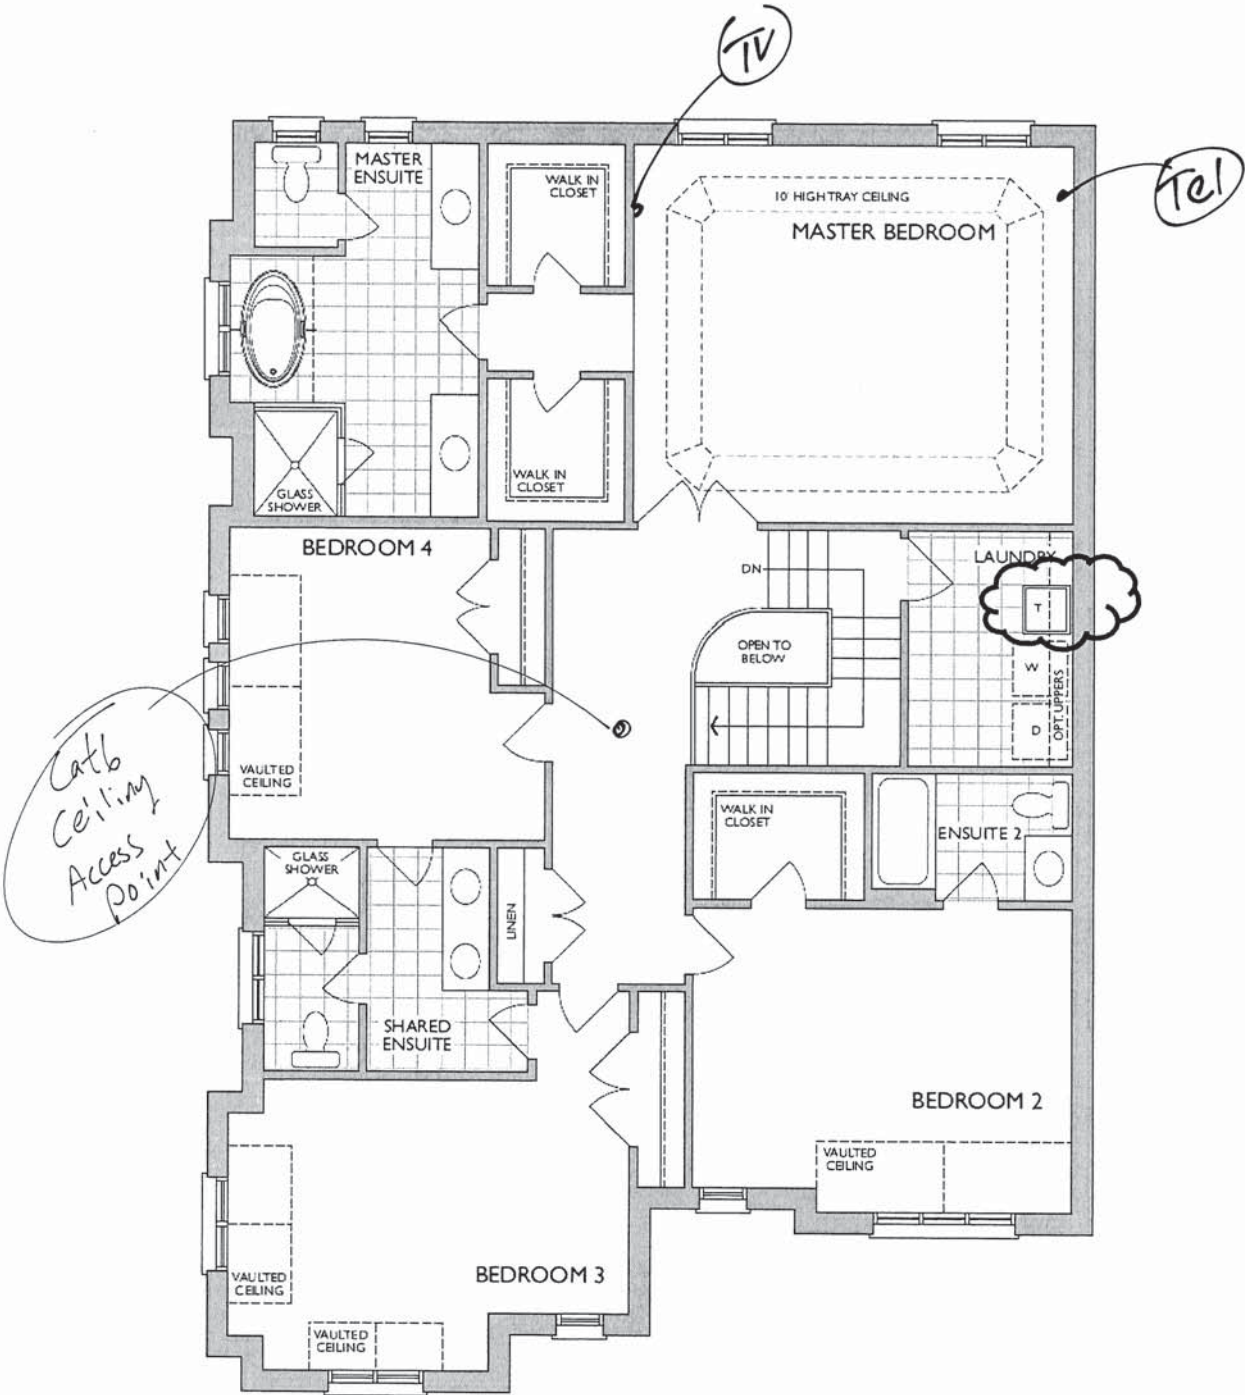 TV
Tel
MASTER
ENSUITE
WALK IN
CLOSET
10' HIGH TRAY CEILING
MASTER BEDROOM
WALK IN
CLOSET
GLASS
SHOWER
BEDROOM 4
LAUNDRY
DN
T
OPEN TO
BELOW
W
OPT. UPPERS
D
VAULTED
CEILING
Cat6
Ceiling
Access
point
WALK IN
CLOSET
ENSUITE 2
GLASS
SHOWER
LINEN
SHARED
ENSUITE
BEDROOM 2
VAULTED
CEILING
BEDROOM 3
VAULTED
CEILING
VAULTED
CEILING